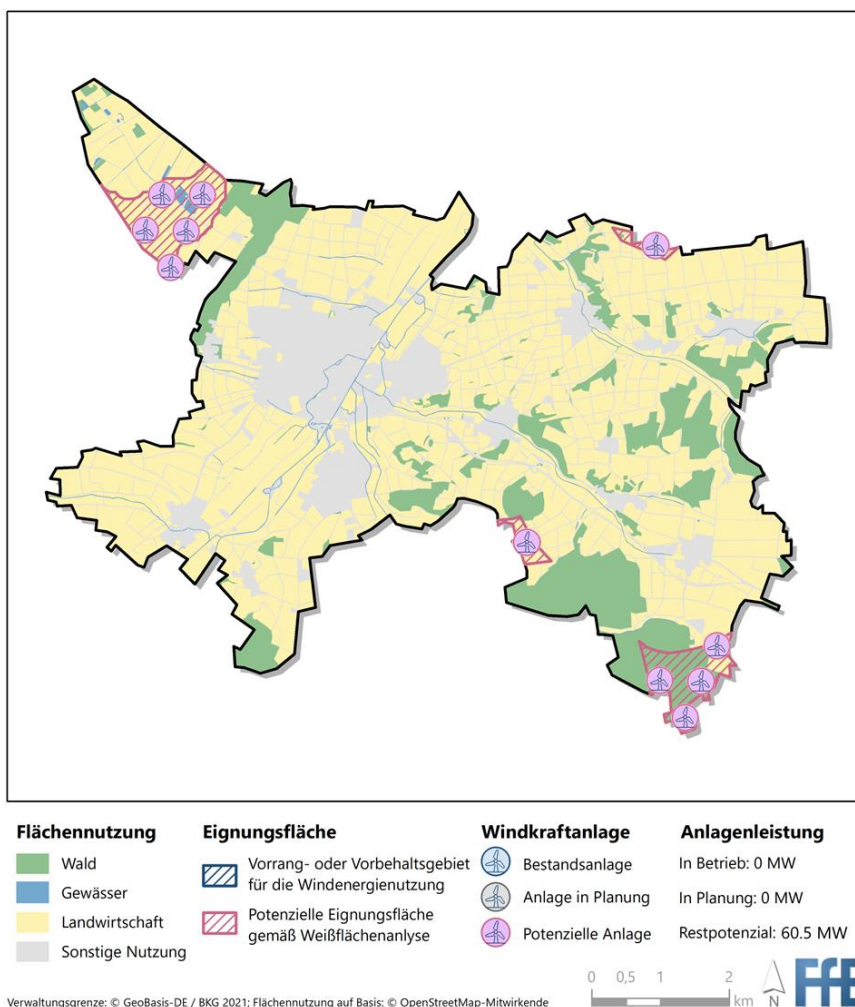 Flächennutzung
Wald
Gewässer
Landwirtschaft
Sonstige Nutzung
Eignungsfläche
Vorrang- oder Vorbehaltsgebiet
für die Windenergienutzung
Potenzielle Eignungsfläche
gemäß Weißflächenanalyse
Windkraftanlage
Bestandsanlage
Anlage in Planung
Potenzielle Anlage
Anlagenleistung
In Betrieb: 0 MW
In Planung: 0 MW
Restpotenzial: 60.5 MW
0 0,5 1 2
km
N
FfE
Verwaltungsgrenze: © GeoBasis-DE / BKG 2021; Flächennutzung auf Basis: © OpenStreetMap-Mitwirkende